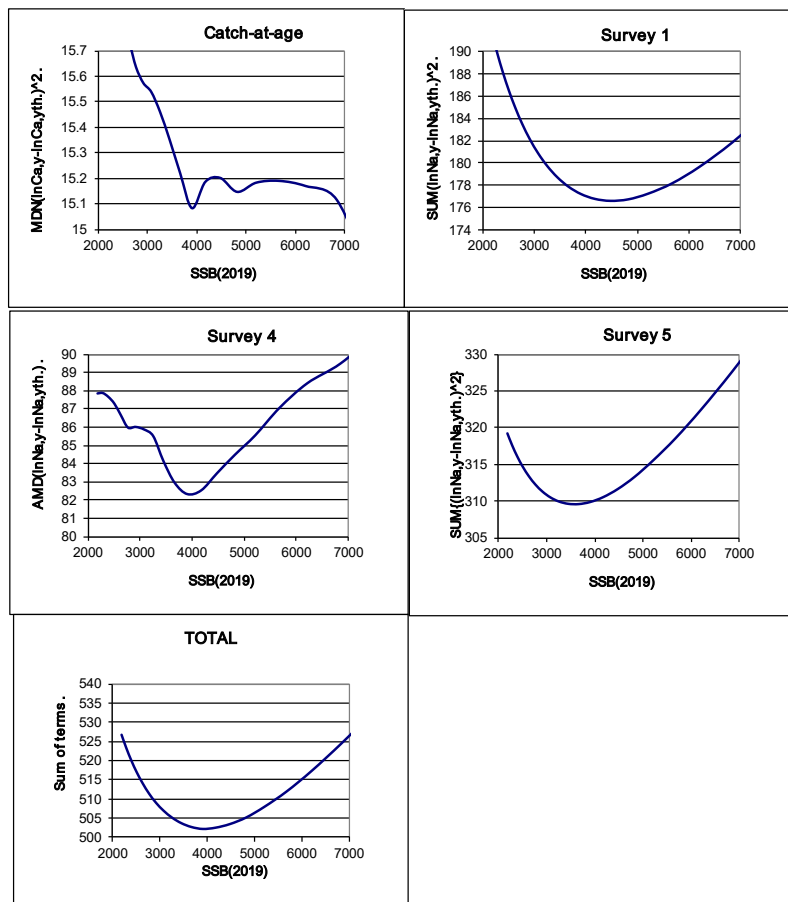 Catch-at-age
MDN(lnCa,y-lnCa,yth.)^2.
15.7
15.6
15.5
15.4
15.3
15.2
15.1
15
2000 3000 4000 5000 6000 7000
SSB(2019)
Survey 1
SUM(lnNa,y-lnNa,yth.)^2.
190
188
186
184
182
180
178
176
174
2000 3000 4000 5000 6000 7000
SSB(2019)
Survey 4
AMD(lnNa,y-lnNa,yth.).
90
89
88
87
86
85
84
83
82
81
80
2000 3000 4000 5000 6000 7000
SSB(2019)
Survey 5
SUM{(lnNa,y-lnNa,yth.)^2}
330
325
320
315
310
305
2000 3000 4000 5000 6000 7000
SSB(2019)
TOTAL
Sum of terms.
540
535
530
525
520
515
510
505
500
2000 3000 4000 5000 6000 7000
SSB(2019)